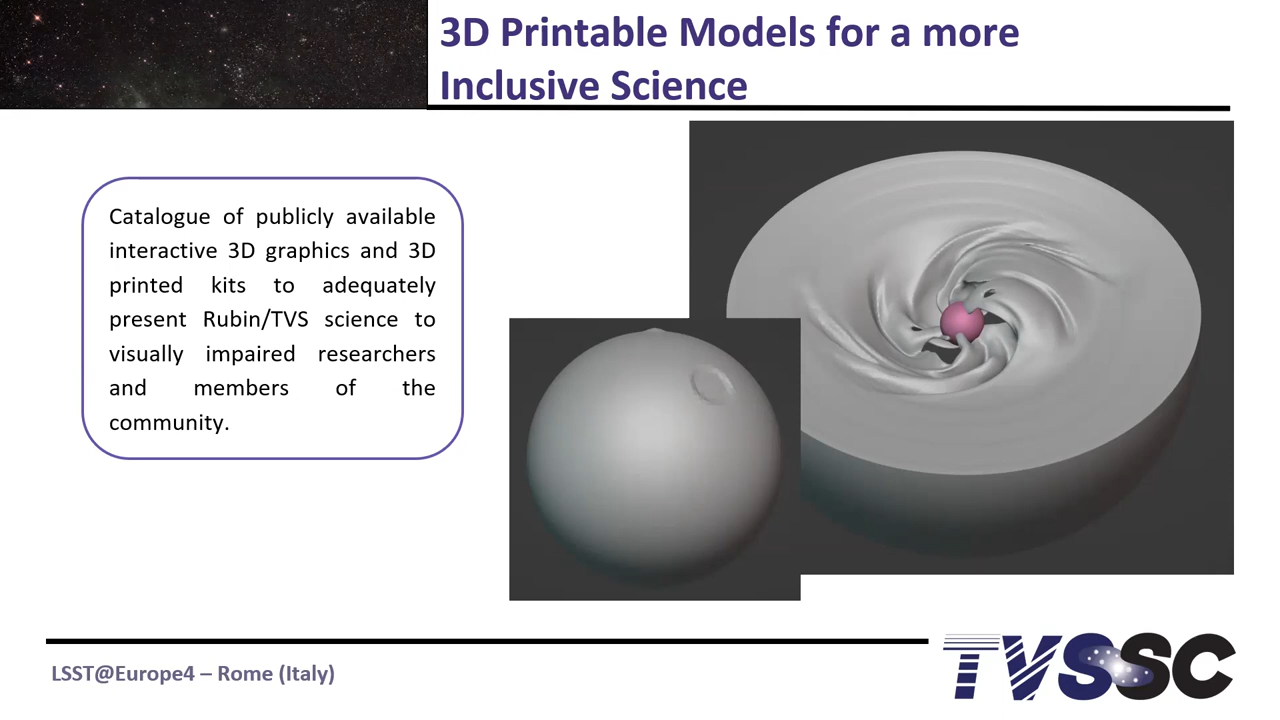 3D Printable Models for a more
Inclusive Science
Catalogue of publicly available
interactive 3D graphics and 3D
printed kits to adequately
present Rubin/TVS science to
visually impaired researchers
and members of the
community.
LSST@Europe4 – Rome (Italy)
TVSSC